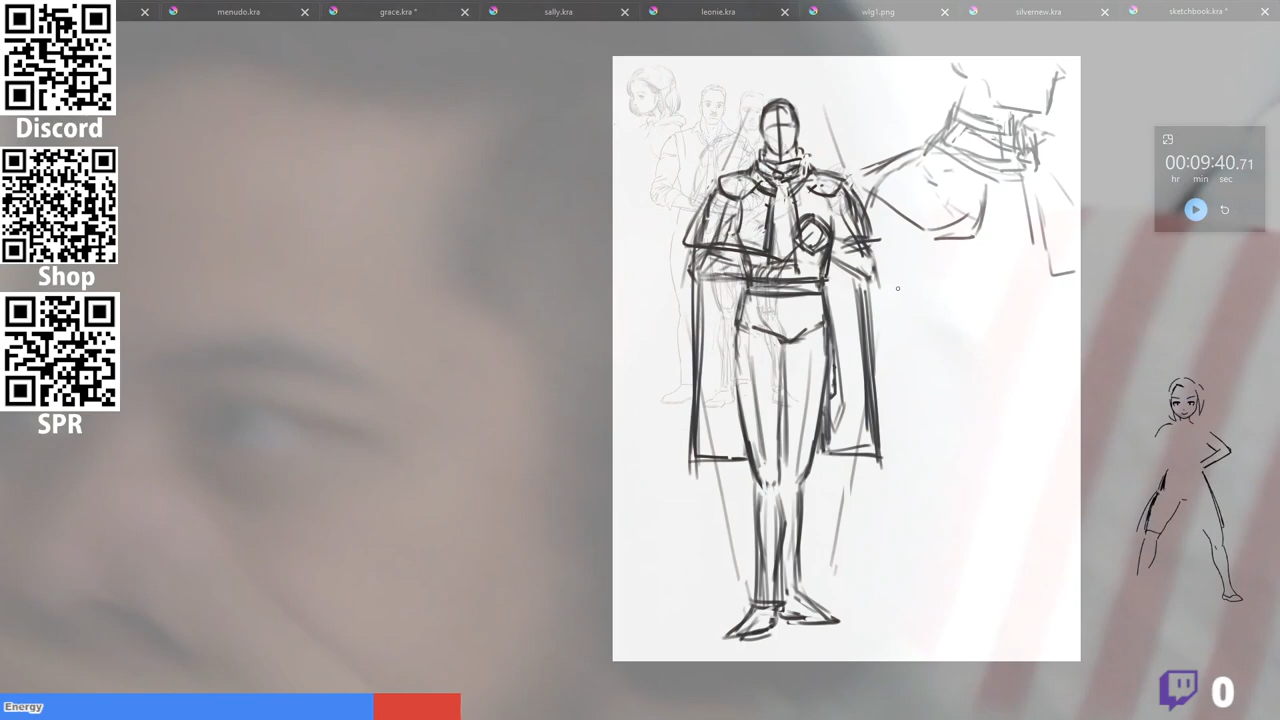 menudo.kra
grace.kra *
sally.kra
leonie.kra
wlg1.png
silvernew.kra
sketchbook.kra *
Discord
Shop
SPR
00:09:40.71
hr min sec
Energy
0